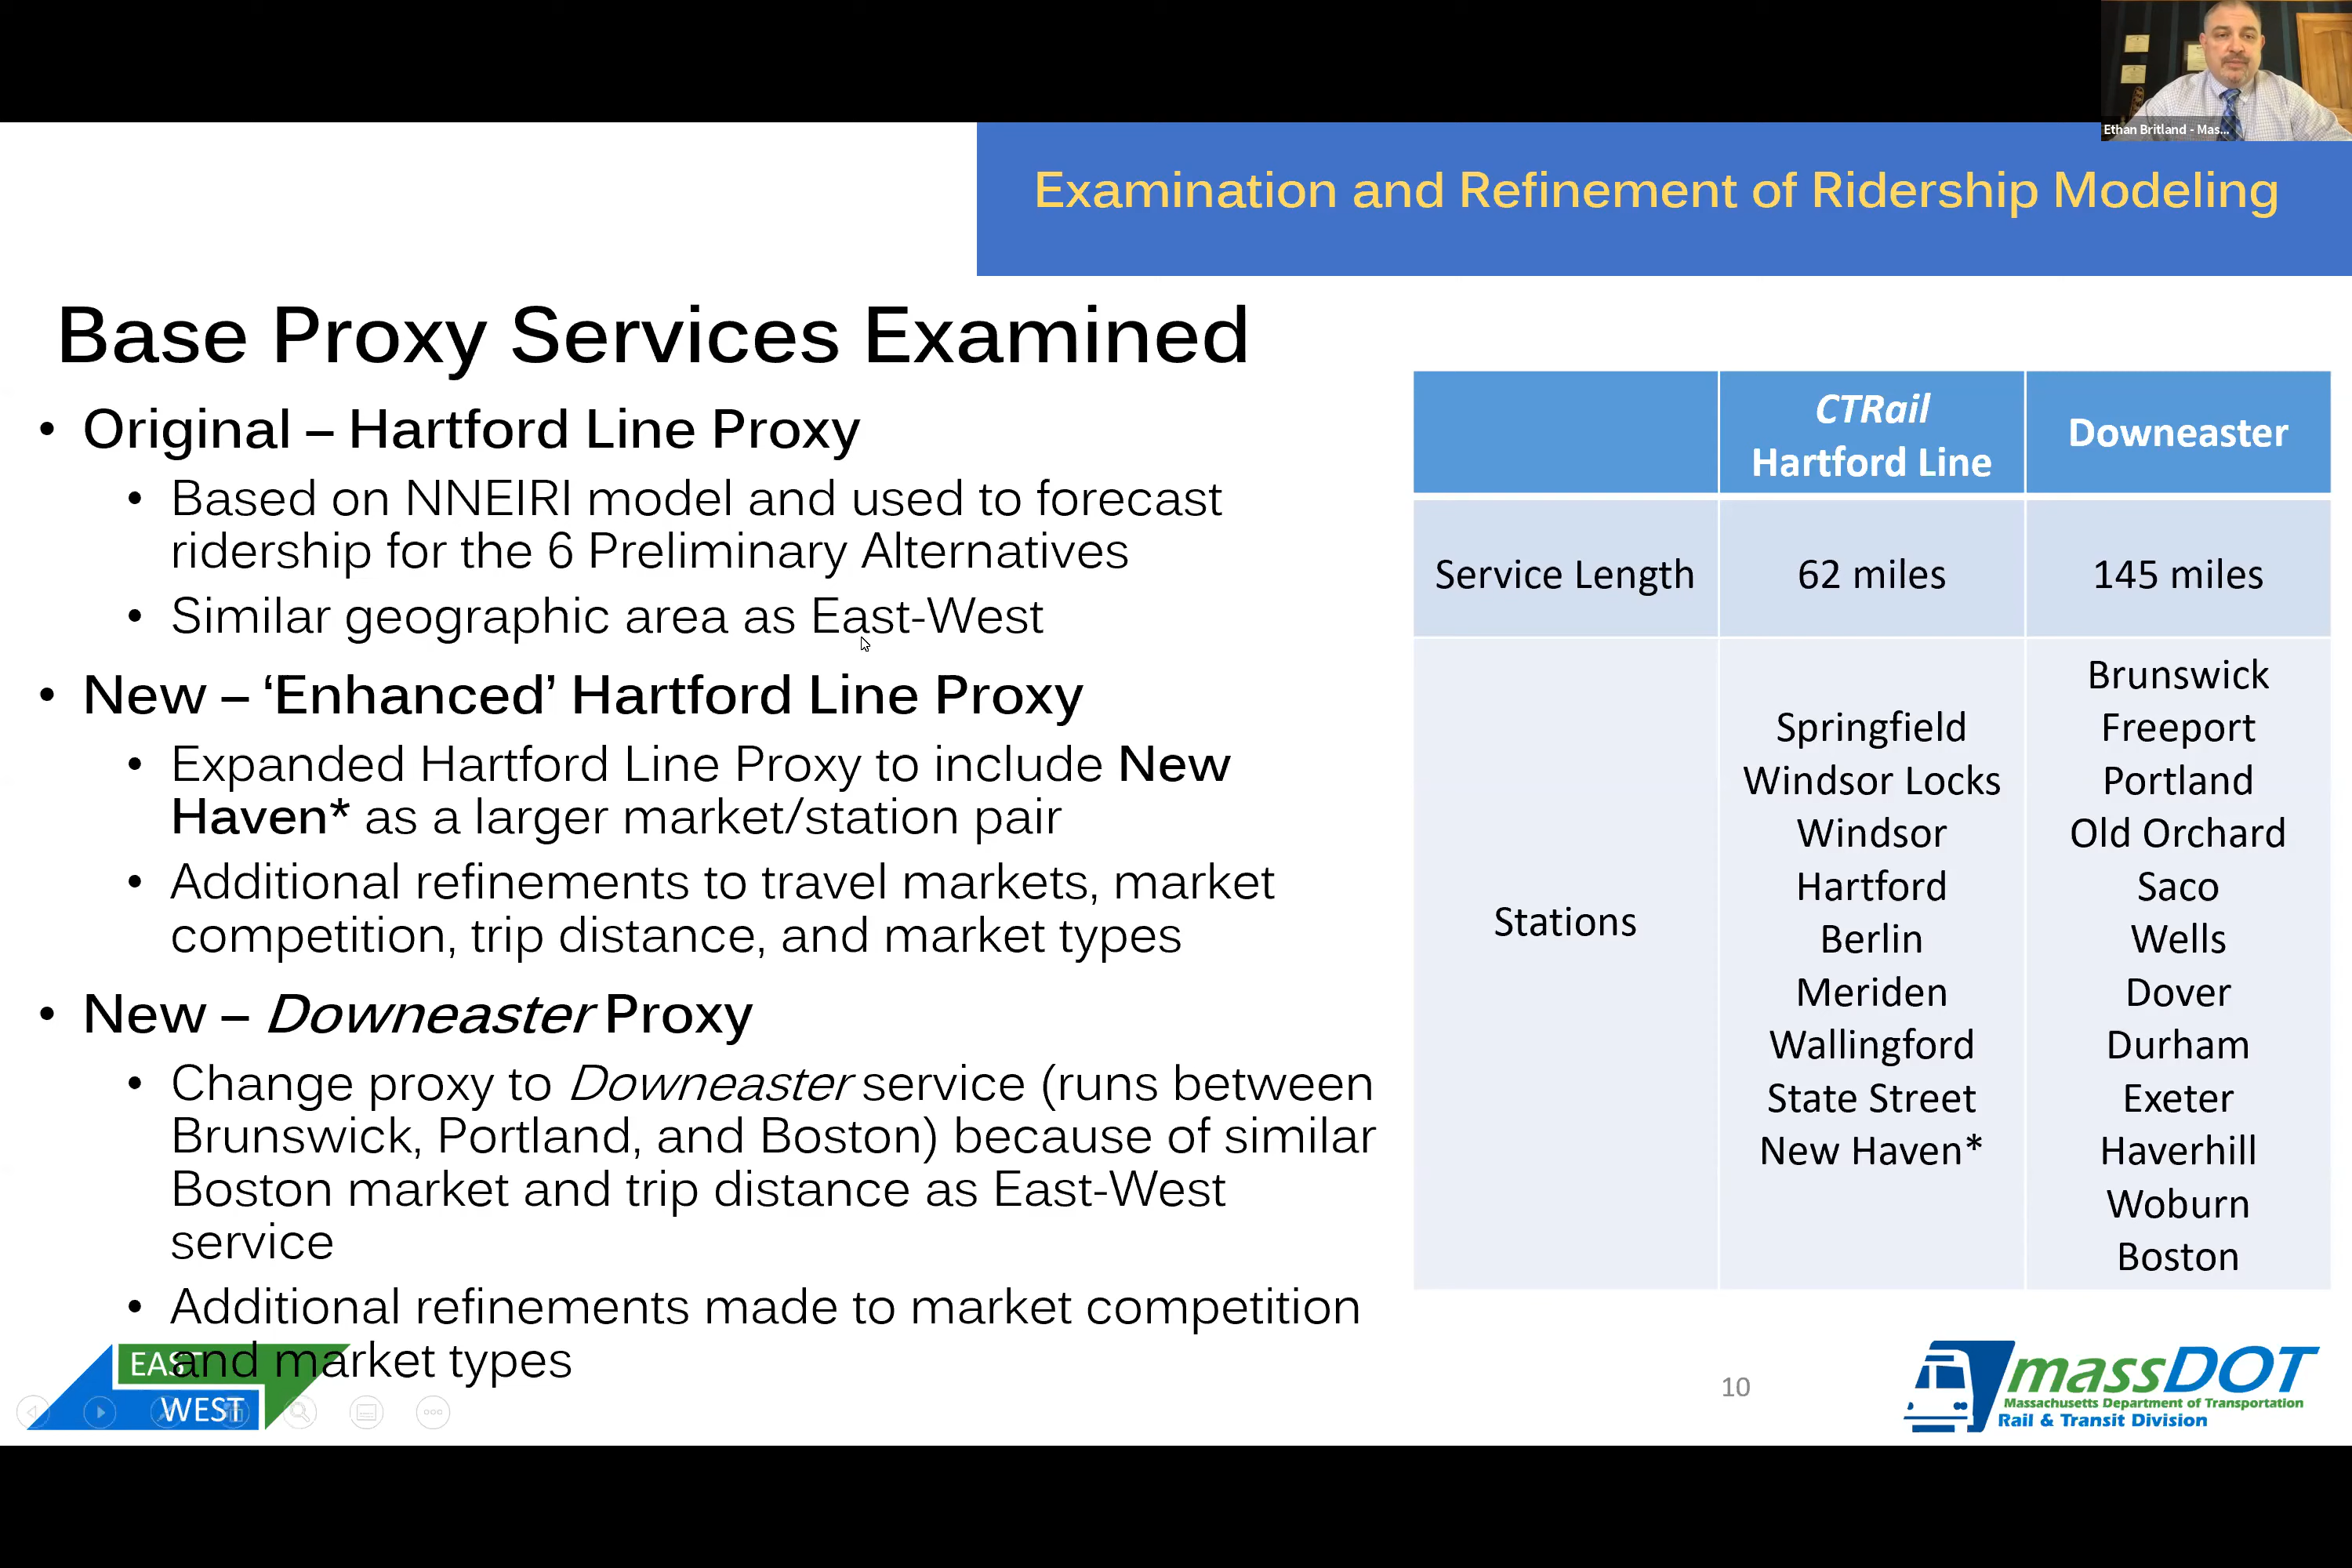 Ethan Britland - Mas...
Examination and Refinement of Ridership Modeling
Base Proxy Services Examined
• Original – Hartford Line Proxy
• Based on NNEIRI model and used to forecast
ridership for the 6 Preliminary Alternatives
• Similar geographic area as East-West
• New – ‘Enhanced’ Hartford Line Proxy
• Expanded Hartford Line Proxy to include New
Haven* as a larger market/station pair
• Additional refinements to travel markets, market
competition, trip distance, and market types
• New – Downeaster Proxy
• Change proxy to Downeaster service (runs between
Brunswick, Portland, and Boston) because of similar
Boston market and trip distance as East-West
service
• Additional refinements made to market competition
and market types
CTRail
Hartford Line
Downeaster
Service Length
62 miles
145 miles
Stations
Springfield
Windsor Locks
Windsor
Hartford
Berlin
Meriden
Wallingford
State Street
New Haven*
Brunswick
Freeport
Portland
Old Orchard
Saco
Wells
Dover
Durham
Exeter
Haverhill
Woburn
Boston
EAST
WEST
10
massDOT
Massachusetts Department of Transportation
Rail & Transit Division